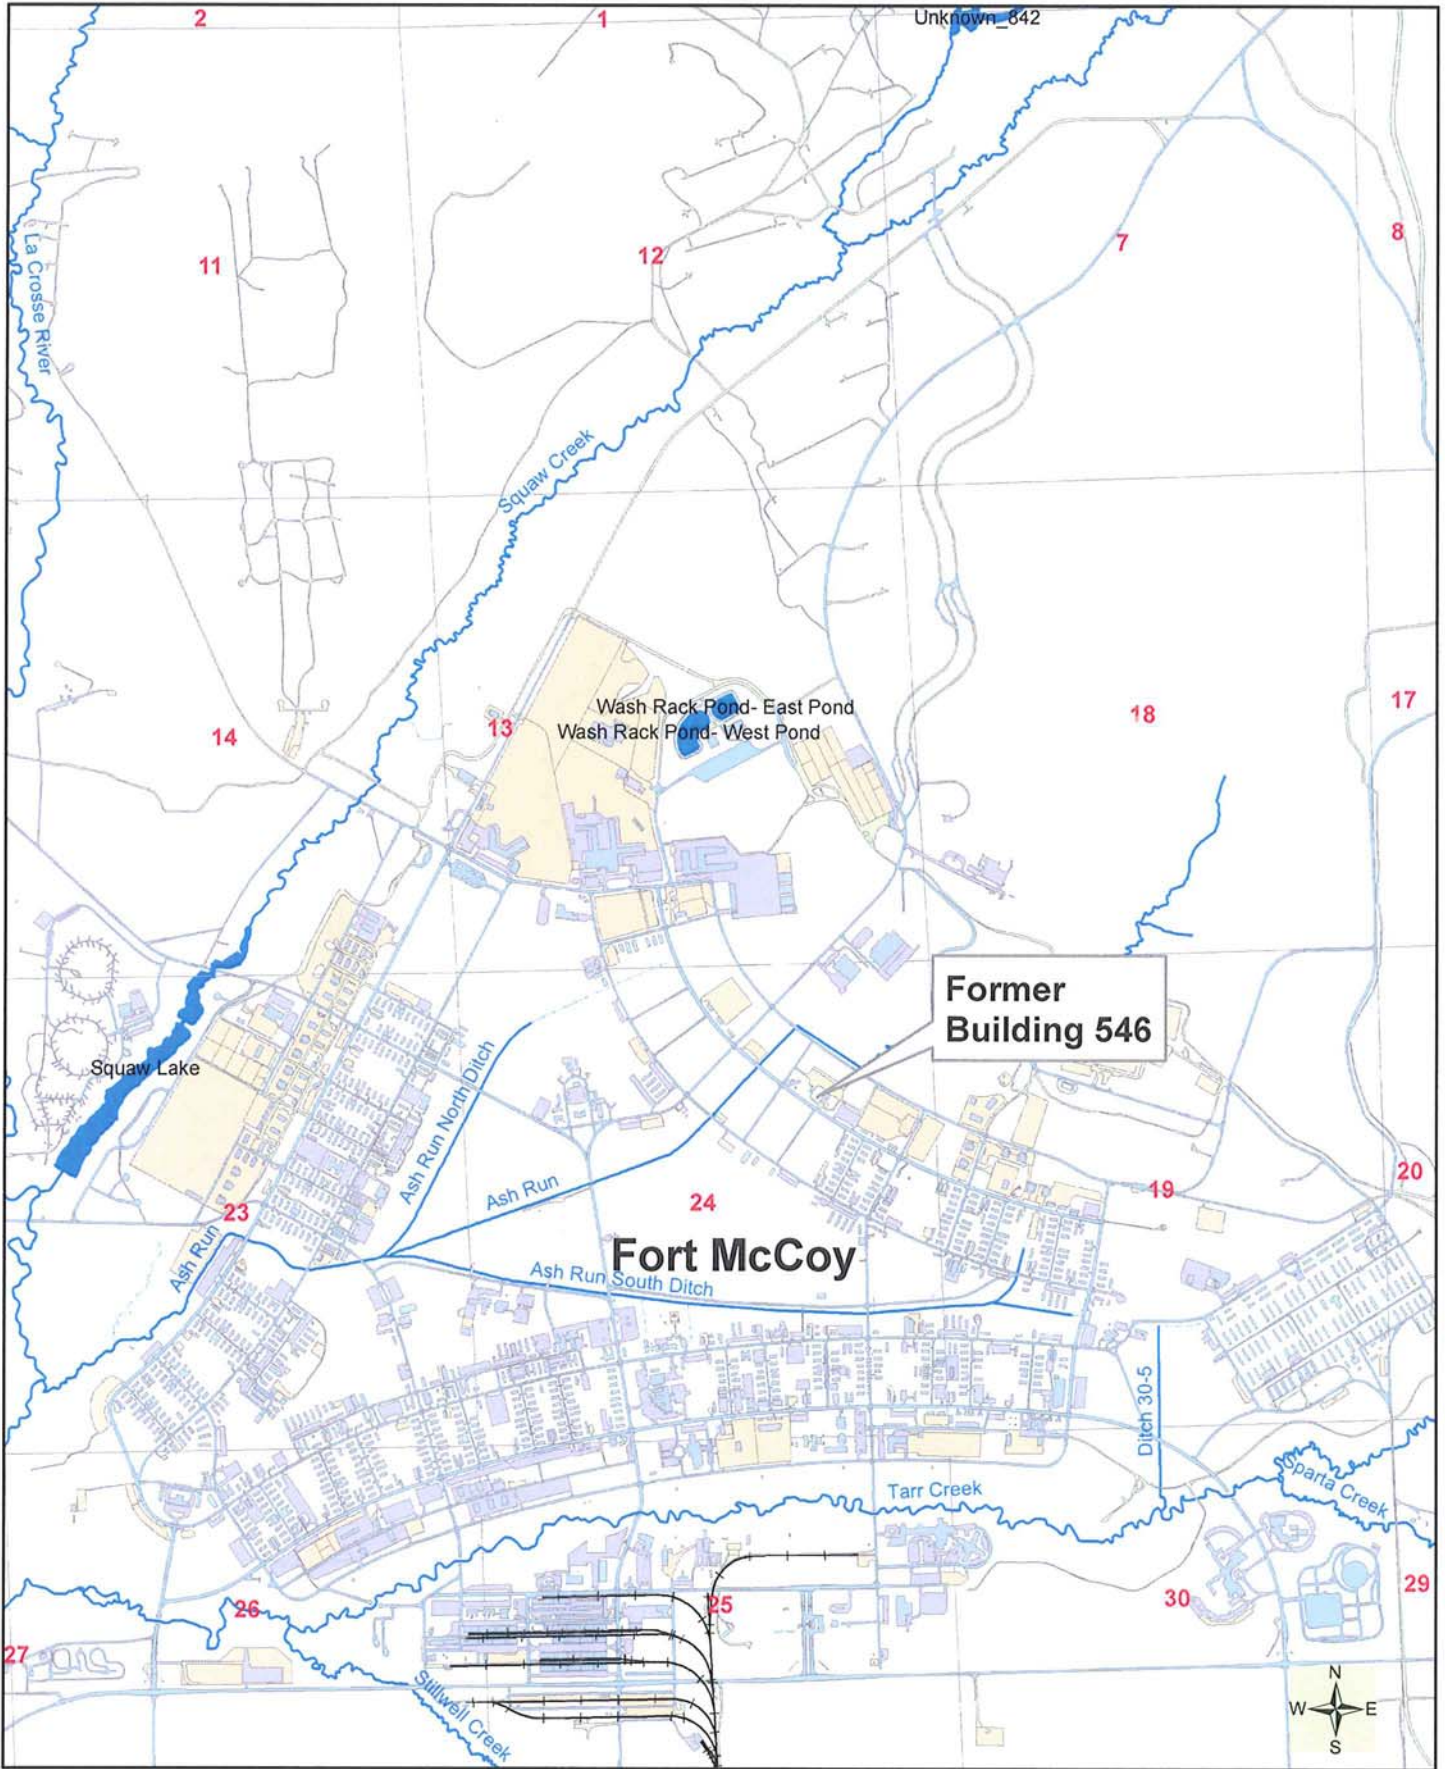 2
1
Unknown_842
La Crosse River
11
12
7
8
Squaw Creek
Wash Rack Pond- East Pond
Wash Rack Pond- West Pond
14
13
18
17
Former
Building 546
Squaw Lake
Ash Run North Ditch
Ash Run
23
24
19
20
Ash Run
Fort McCoy
Ash Run South Ditch
Ditch 30-5
Tarr Creek
Sparta Creek
26
25
30
29
27
Stillwell Creek
N
W
E
S